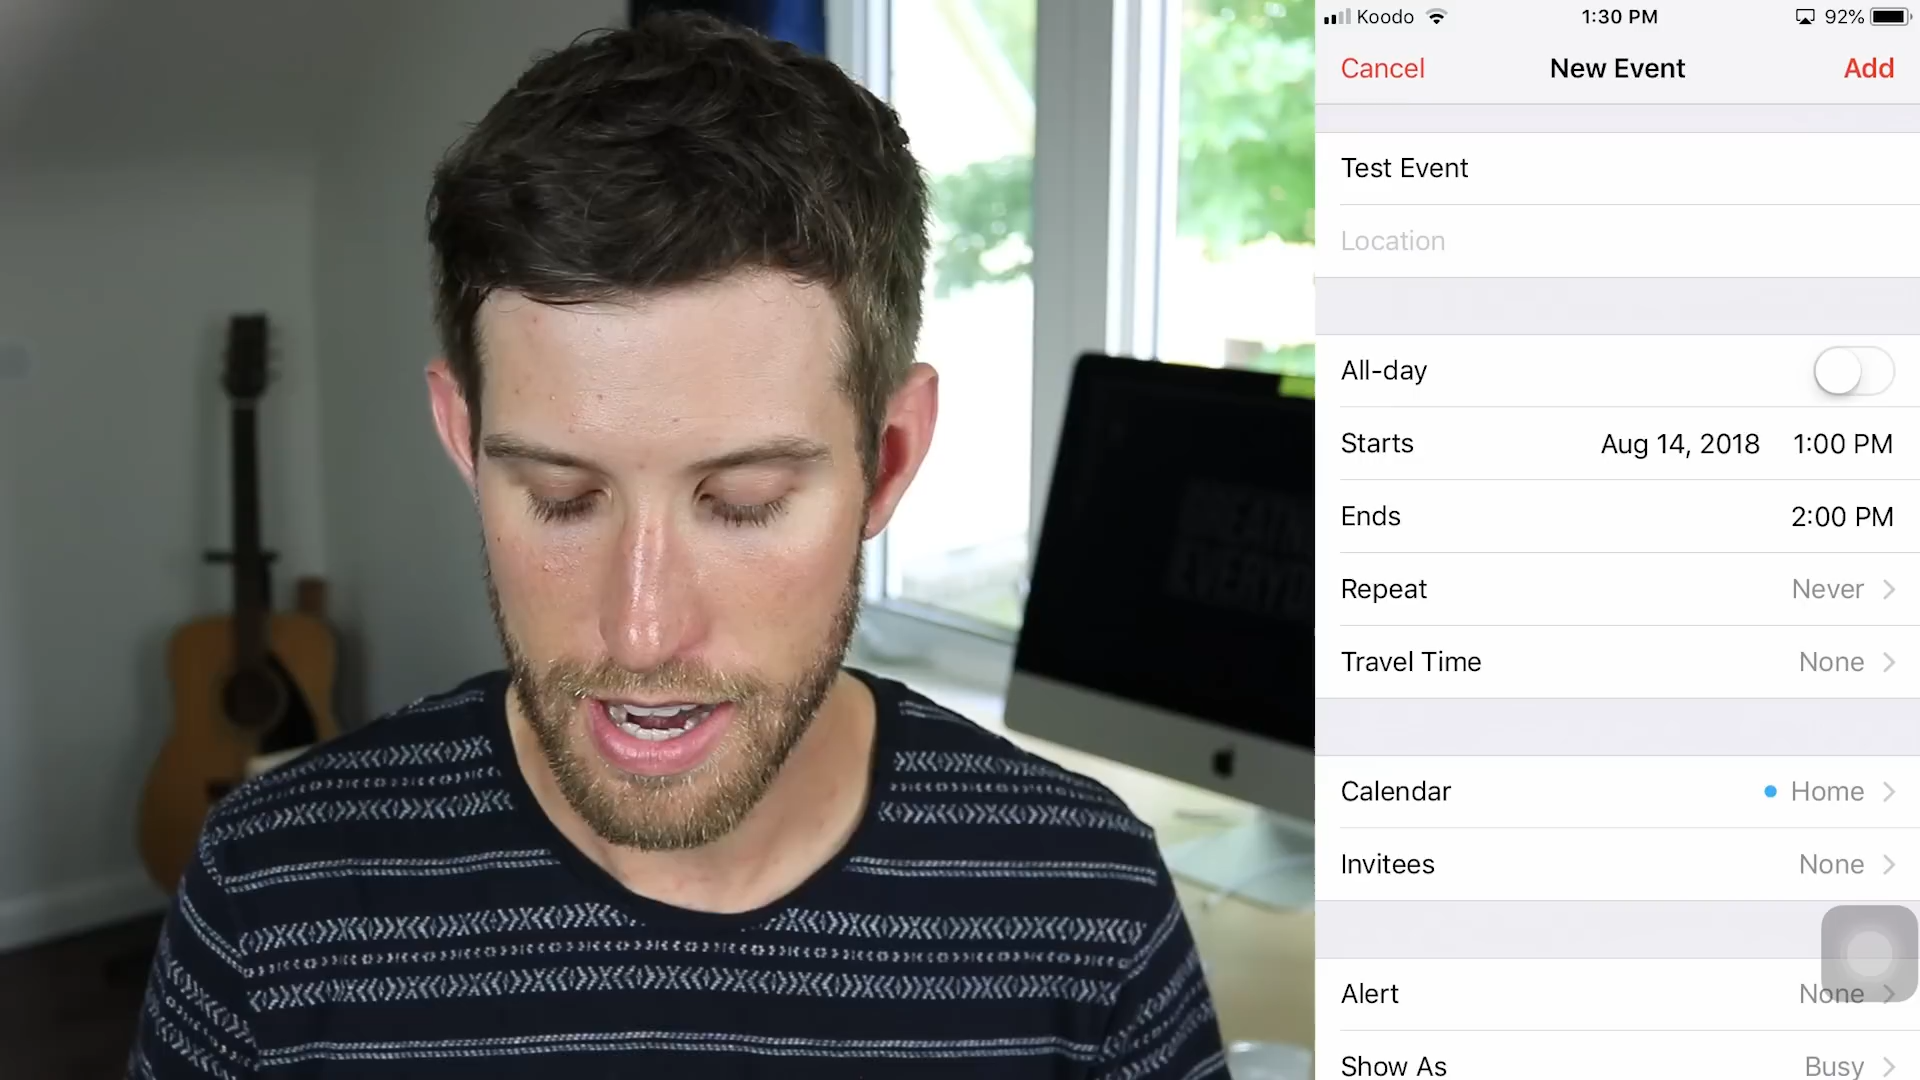 Koodo 1:30 PM 92%
Cancel New Event Add
Test Event
Location
All-day
Starts Aug 14, 2018 1:00 PM
Ends 2:00 PM
Repeat Never
Travel Time None
Calendar Home
Invitees None
Alert None
Show As Busy